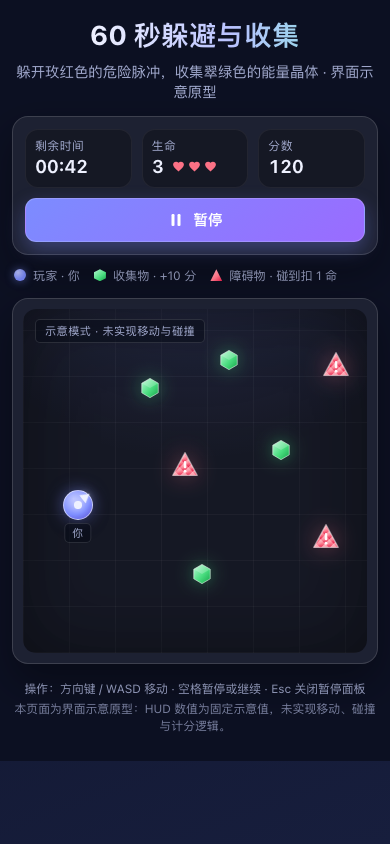 60 秒躲避与收集
躲开玫红色的危险脉冲，收集翠绿色的能量晶体 · 界面示
意原型
剩余时间
00:42
生命
3
分数
120
暂停
玩家 · 你
收集物 · +10 分
障碍物 · 碰到扣 1 命
示意模式 · 未实现移动与碰撞
你
操作：方向键 / WASD 移动 · 空格暂停或继续 · Esc 关闭暂停面板
本页面为界面示意原型：HUD 数值为固定示意值，未实现移动、碰撞
与计分逻辑。